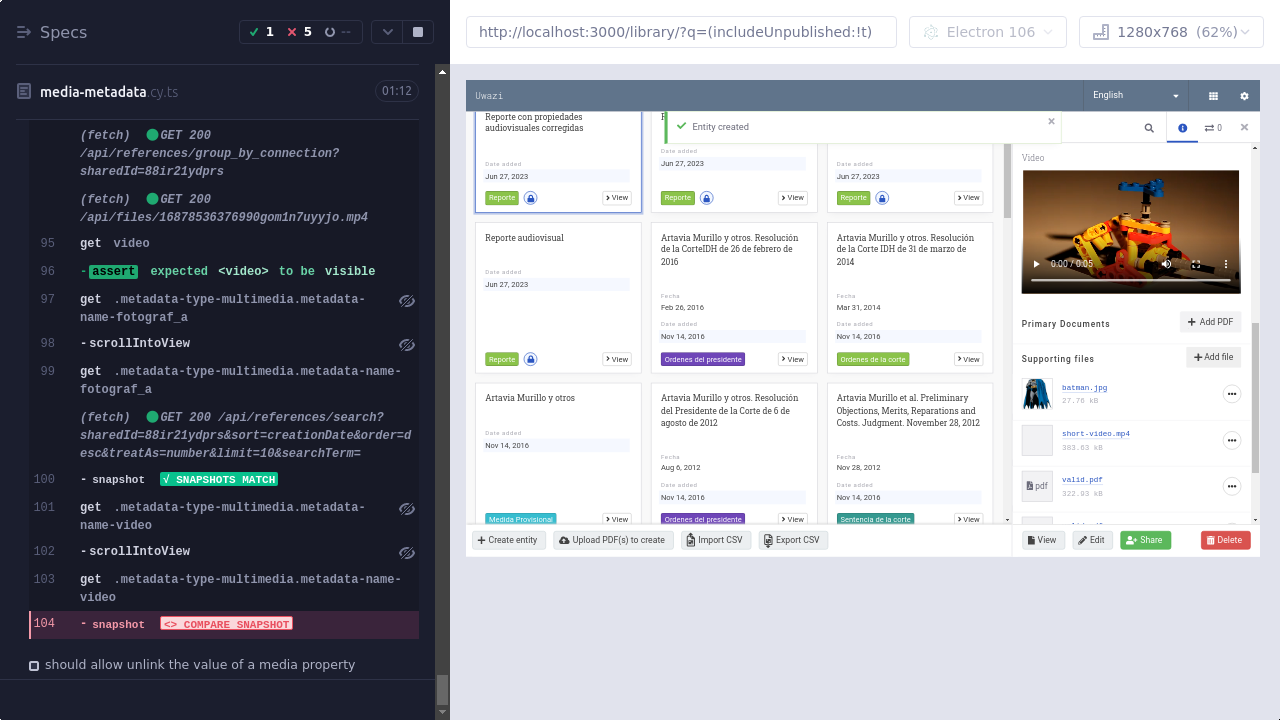 Specs
1
5
--
media-metadata.cy.ts
01:12
(fetch) GET 200
/api/references/group_by_connection?
sharedId=88ir21ydprs
(fetch) GET 200
/api/files/16878536376990gom1n7uyyjo.mp4
95 get video
96 -assert expected <video> to be visible
97 get .metadata-type-multimedia.metadata-
name-fotograf_a
98 -scrollIntoView
99 get .metadata-type-multimedia.metadata-name-
fotograf_a
(fetch) GET 200 /api/references/search?
sharedId=88ir21ydprs&sort=creationDate&order=d
esc&treatAs=number&limit=10&searchTerm=
100 - snapshot √ SNAPSHOTS MATCH
101 get .metadata-type-multimedia.metadata-
name-video
102 -scrollIntoView
103 get .metadata-type-multimedia.metadata-name-
video
104 - snapshot <> COMPARE SNAPSHOT
should allow unlink the value of a media property
http://localhost:3000/library/?q=(includeUnpublished:!t)
Electron 106
1280x768 (62%)
Uwazi
English
Entity created
×
0
Reporte con propiedades
audiovisuales corregidas
Date added
Jun 27, 2023
Reporte
View
Date added
Jun 27, 2023
Reporte
View
Date added
Jun 27, 2023
Reporte
View
Reporte audiovisual
Date added
Jun 27, 2023
Reporte
View
Artavia Murillo y otros. Resolución
de la CorteIDH de 26 de febrero de
2016
Fecha
Feb 26, 2016
Date added
Nov 14, 2016
Ordenes del presidente
View
Artavia Murillo y otros. Resolución
de la Corte IDH de 31 de marzo de
2014
Fecha
Mar 31, 2014
Date added
Nov 14, 2016
Ordenes de la corte
View
Artavia Murillo y otros
Date added
Nov 14, 2016
Medida Provisional
View
Artavia Murillo y otros. Resolución
del Presidente de la Corte de 6 de
agosto de 2012
Fecha
Aug 6, 2012
Date added
Nov 14, 2016
Ordenes del presidente
View
Artavia Murillo et al. Preliminary
Objections, Merits, Reparations and
Costs. Judgment. November 28, 2012
Fecha
Nov 28, 2012
Date added
Nov 14, 2016
Sentencia de la corte
View
Video
0:00 / 0:05
Primary Documents
+ Add PDF
Supporting files
+ Add file
batman.jpg
27.76 kB
short-video.mp4
303.63 kB
pdf
valid.pdf
322.93 kB
+ Create entity
Upload PDF(s) to create
Import CSV
Export CSV
View
Edit
Share
Delete